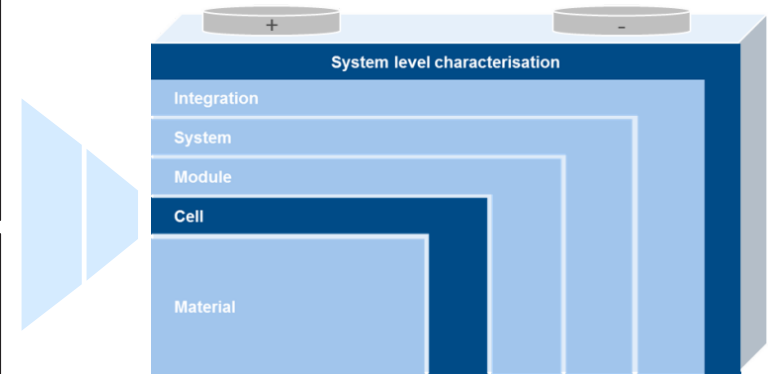 +
-
System level characterisation
Integration
System
Module
Cell
Material